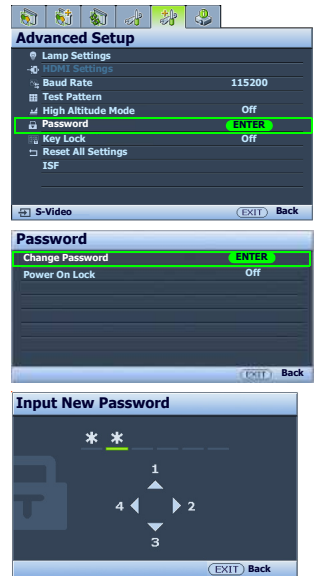 Advanced Setup
Lamp Settings
HDMI Settings
Baud Rate 115200
Test Pattern
High Altitude Mode Off
Password ENTER
Key Lock Off
Reset All Settings
ISF
S-Video EXIT Back
Password
Change Password ENTER
Power On Lock Off
EXIT Back
Input New Password
* *
1
4 2
3
EXIT Back